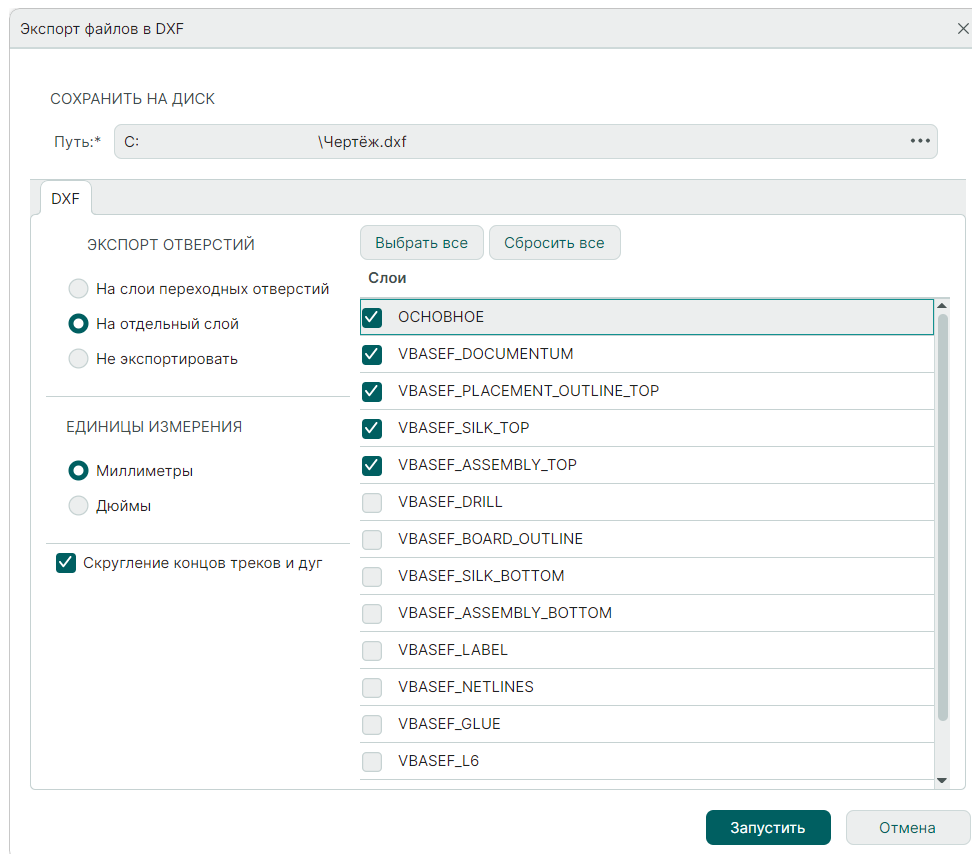 Экспорт файлов в DXF
СОХРАНИТЬ НА ДИСК
Путь:* C: \Чертёж.dxf
DXF
ЭКСПОРТ ОТВЕРСТИЙ
На слои переходных отверстий
На отдельный слой
Не экспортировать
ЕДИНИЦЫ ИЗМЕРЕНИЯ
Миллиметры
Дюймы
Скругление концов треков и дуг
Выбрать все Сбросить все
Слои
ОСНОВНОЕ
VBASEF_DOCUMENTUM
VBASEF_PLACEMENT_OUTLINE_TOP
VBASEF_SILK_TOP
VBASEF_ASSEMBLY_TOP
VBASEF_DRILL
VBASEF_BOARD_OUTLINE
VBASEF_SILK_BOTTOM
VBASEF_ASSEMBLY_BOTTOM
VBASEF_LABEL
VBASEF_NETLINES
VBASEF_GLUE
VBASEF_L6
Запустить Отмена